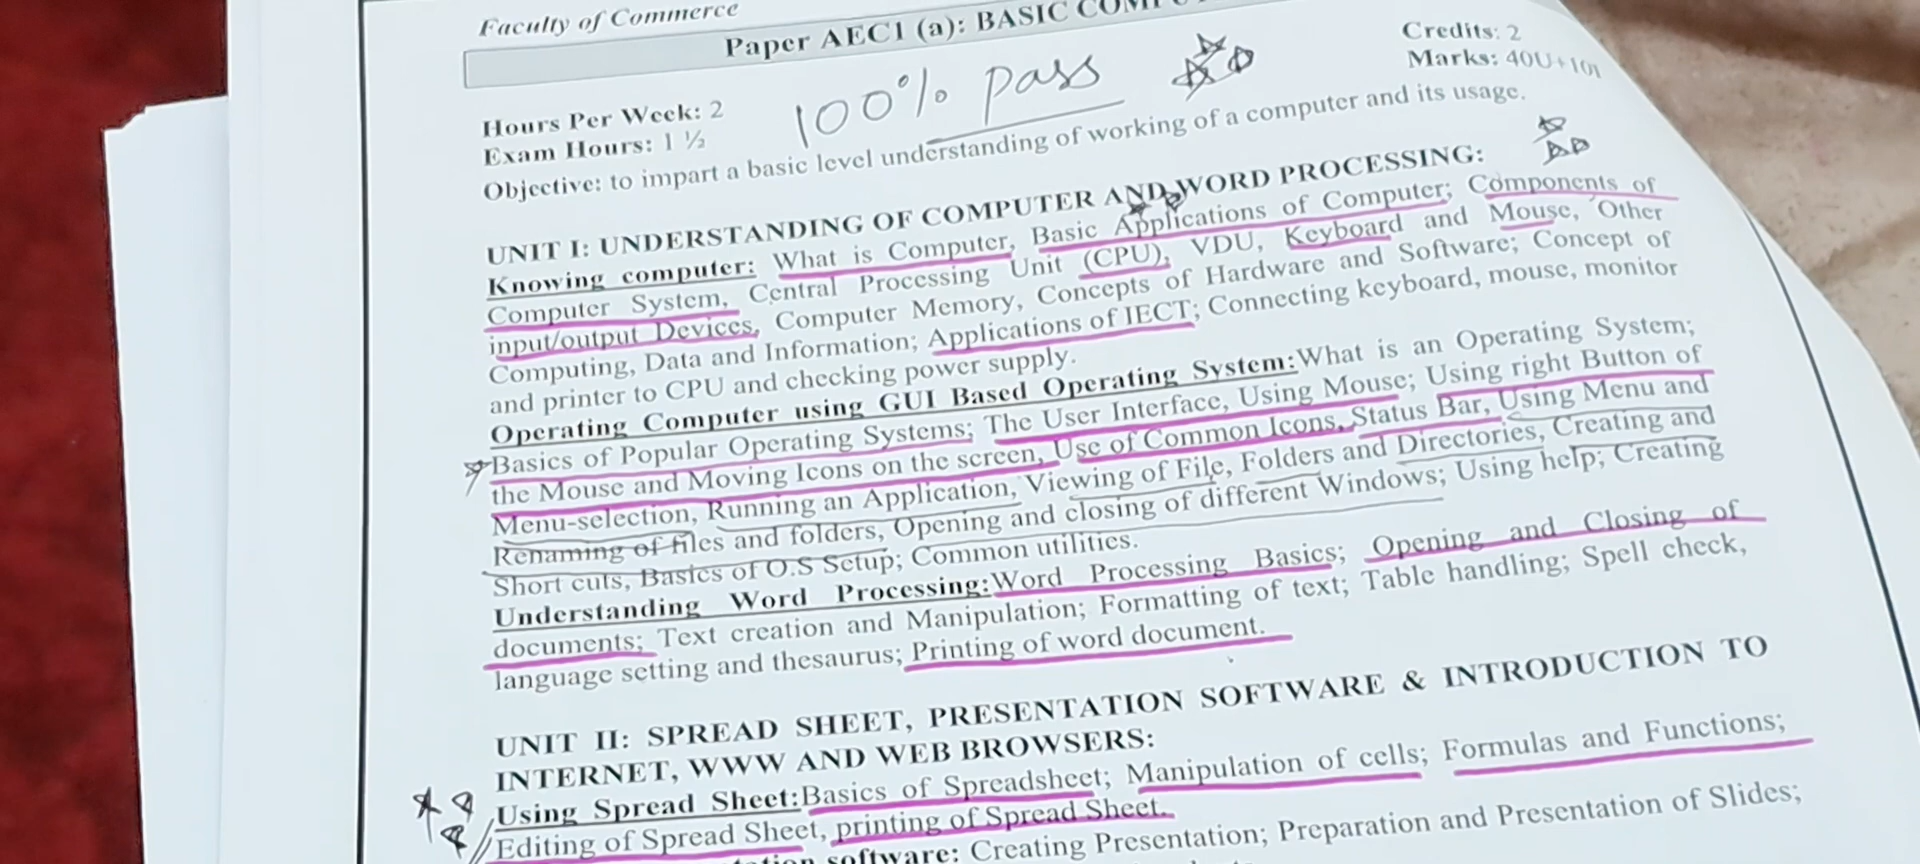 Faculty of Commerce
Paper AEC1 (a): BASIC
Credits: 2
Marks: 40U+10I
Hours Per Week: 2
100% pass
Exam Hours: 1 ½
Objective: to impart a basic level understanding of working of a computer and its usage.
UNIT I: UNDERSTANDING OF COMPUTER AND WORD PROCESSING:
Knowing computer: What is Computer, Basic Applications of Computer; Components of
Computer System, Central Processing Unit (CPU), VDU, Keyboard and Mouse, Other
input/output Devices, Computer Memory, Concepts of Hardware and Software; Concept of
Computing, Data and Information; Applications of IECT; Connecting keyboard, mouse, monitor
and printer to CPU and checking power supply.
Operating Computer using GUI Based Operating System:What is an Operating System;
Basics of Popular Operating Systems; The User Interface, Using Mouse; Using right Button of
the Mouse and Moving Icons on the screen, Use of Common Icons, Status Bar, Using Menu and
Menu-selection, Running an Application, Viewing of File, Folders and Directories, Creating and
Renaming of files and folders, Opening and closing of different Windows; Using help; Creating
Short cuts, Basics of O.S Setup; Common utilities.
Understanding Word Processing:Word Processing Basics; Opening and Closing of
documents; Text creation and Manipulation; Formatting of text; Table handling; Spell check,
language setting and thesaurus; Printing of word document.
UNIT II: SPREAD SHEET, PRESENTATION SOFTWARE & INTRODUCTION TO
INTERNET, WWW AND WEB BROWSERS:
Using Spread Sheet:Basics of Spreadsheet; Manipulation of cells; Formulas and Functions;
Editing of Spread Sheet, printing of Spread Sheet.
software: Creating Presentation; Preparation and Presentation of Slides;